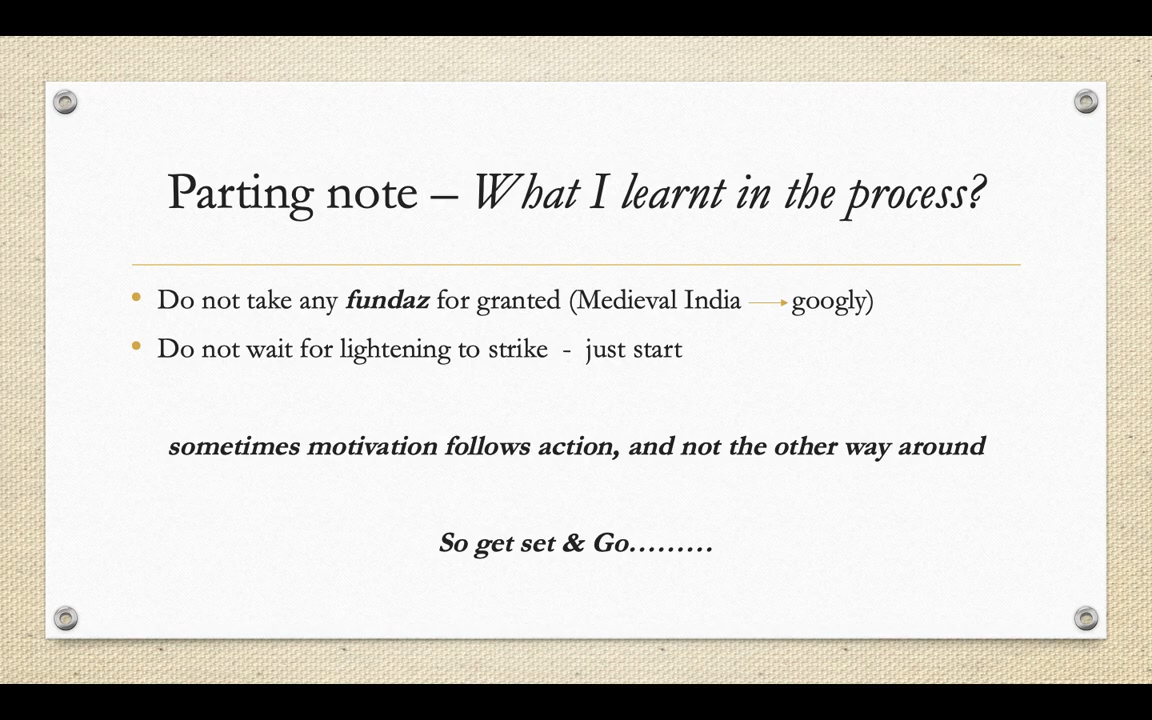 Parting note – What I learnt in the process?
Do not take any fundaz for granted (Medieval India → googly)
Do not wait for lightening to strike - just start
sometimes motivation follows action, and not the other way around
So get set & Go………